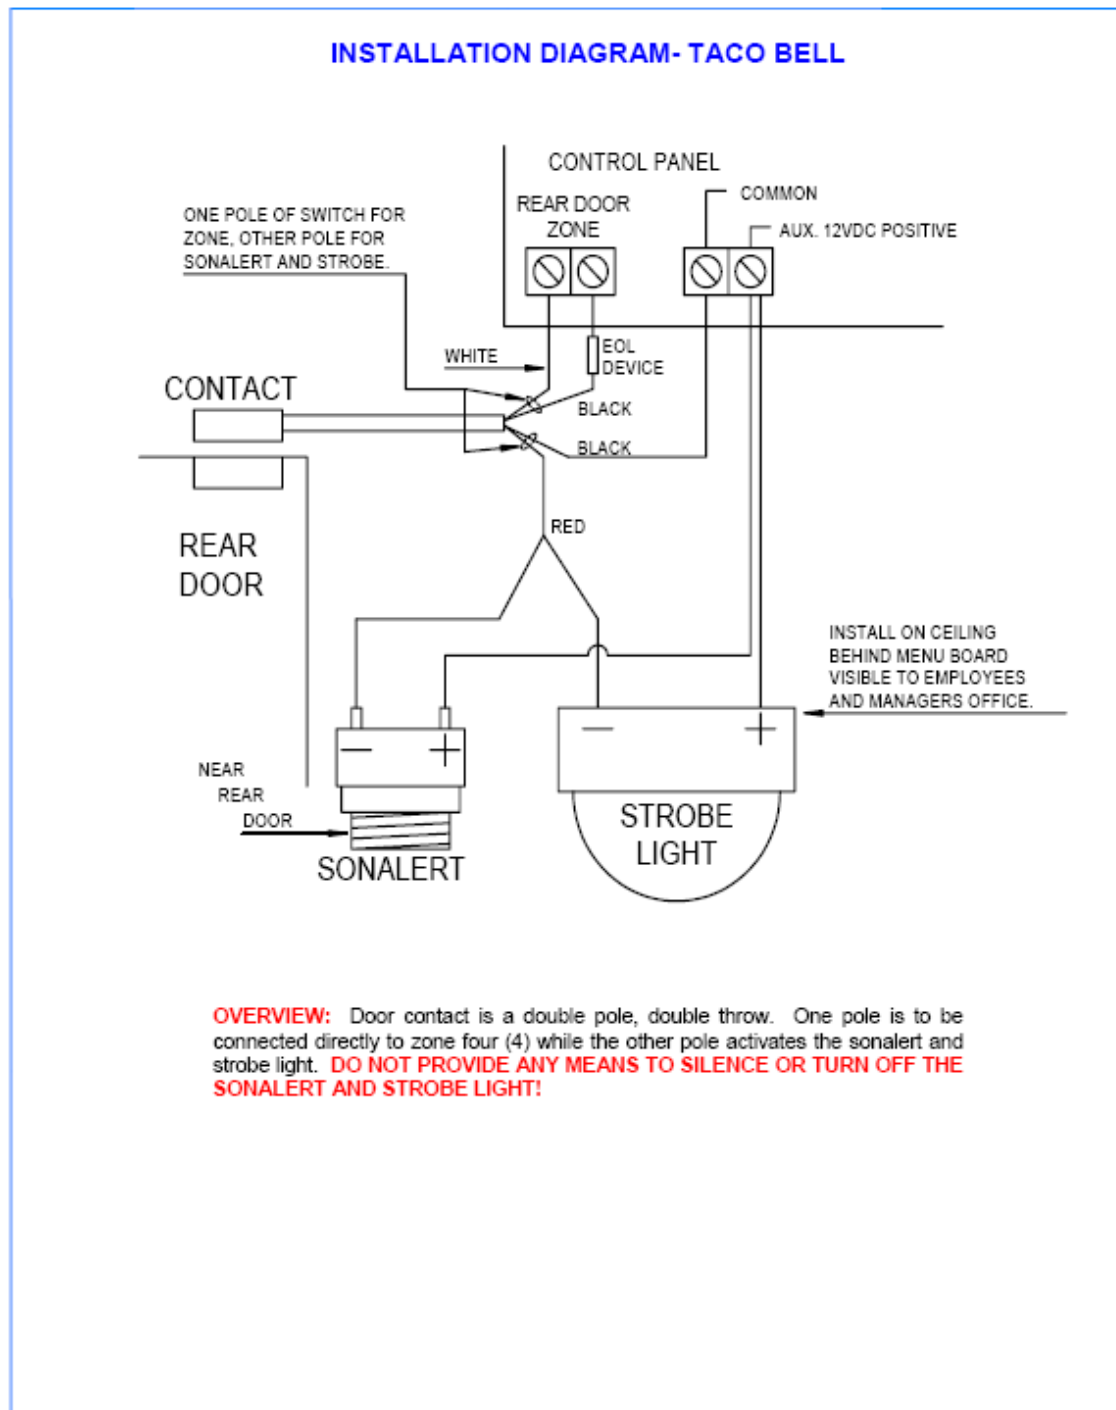 INSTALLATION DIAGRAM- TACO BELL
CONTROL PANEL
COMMON
REAR DOOR
ZONE
AUX. 12VDC POSITIVE
ONE POLE OF SWITCH FOR
ZONE, OTHER POLE FOR
SONALERT AND STROBE.
WHITE
EOL
DEVICE
CONTACT
BLACK
BLACK
RED
REAR
DOOR
INSTALL ON CEILING
BEHIND MENU BOARD
VISIBLE TO EMPLOYEES
AND MANAGERS OFFICE.
NEAR
REAR
DOOR
SONALERT
STROBE
LIGHT
OVERVIEW: Door contact is a double pole, double throw. One pole is to be
connected directly to zone four (4) while the other pole activates the sonalert and
strobe light. DO NOT PROVIDE ANY MEANS TO SILENCE OR TURN OFF THE
SONALERT AND STROBE LIGHT!